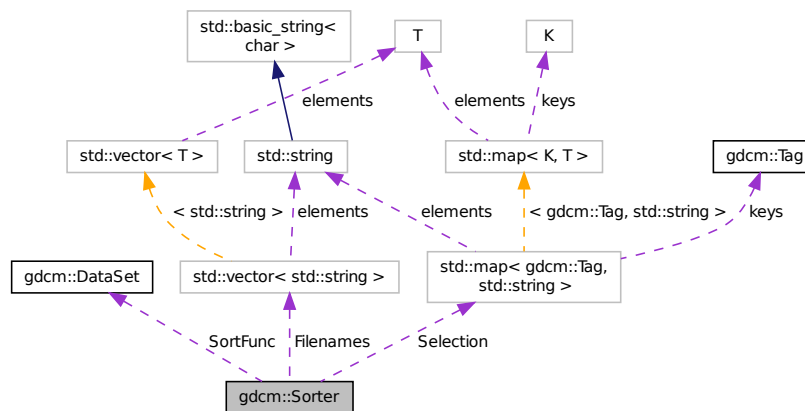 std::basic_string<
char >
T
K
elements
elements
keys
std::vector< T >
std::string
std::map< K, T >
gdcm::Tag
< std::string >
elements
elements
< gdcm::Tag, std::string >
keys
gdcm::DataSet
std::vector< std::string >
std::map< gdcm::Tag,
std::string >
SortFunc
Filenames
Selection
gdcm::Sorter